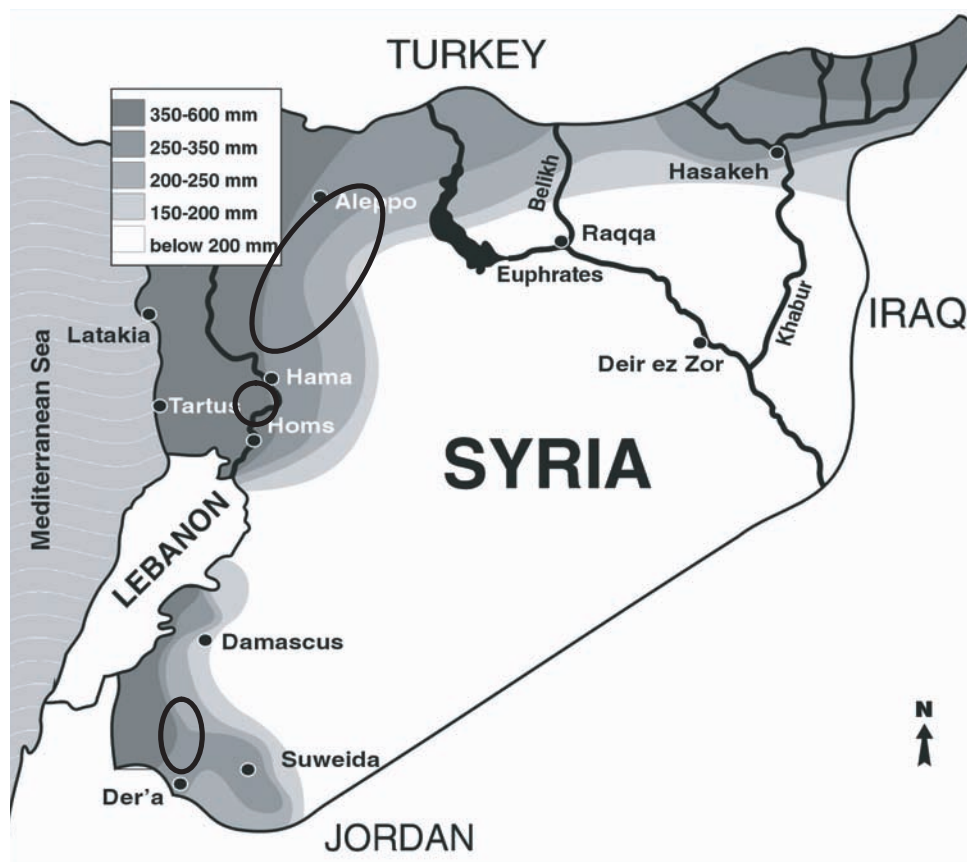 TURKEY
350-600 mm
250-350 mm
200-250 mm
150-200 mm
below 200 mm
Aleppo
Belikh
Hasakeh
Raqqa
Euphrates
Khabur
IRAQ
Latakia
Deir ez Zor
Hama
Tartus
Homs
SYRIA
Mediterranean Sea
LEBANON
Damascus
Suweida
Der'a
JORDAN
N